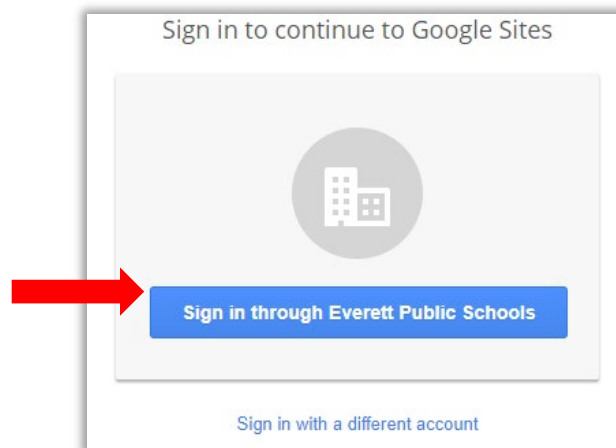 Sign in to continue to Google Sites
Sign in through Everett Public Schools
Sign in with a different account